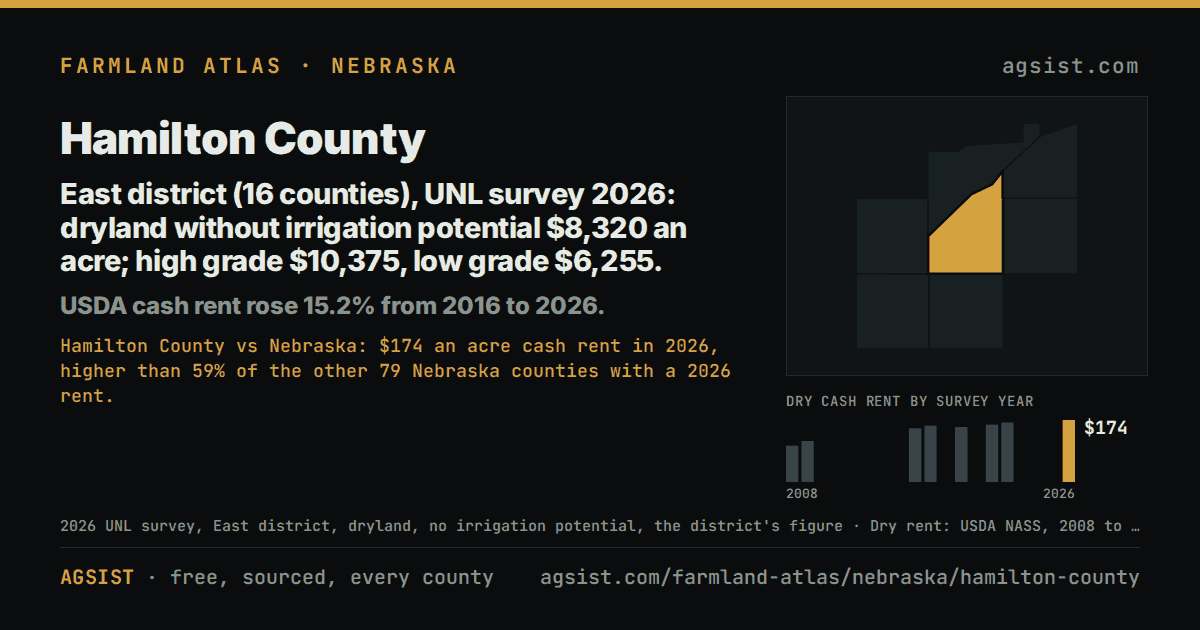 FARMLAND ATLAS · NEBRASKA
agsist.com
Hamilton County
East district (16 counties), UNL survey 2026:
dryland without irrigation potential $8,320 an
acre; high grade $10,375, low grade $6,255.
USDA cash rent rose 15.2% from 2016 to 2026.
Hamilton County vs Nebraska: $174 an acre cash rent in 2026,
higher than 59% of the other 79 Nebraska counties with a 2026
rent.
DRY CASH RENT BY SURVEY YEAR
$174
2008
2026
2026 UNL survey, East district, dryland, no irrigation potential, the district's figure · Dry rent: USDA NASS, 2008 to …
AGSIST · free, sourced, every county
agsist.com/farmland-atlas/nebraska/hamilton-county